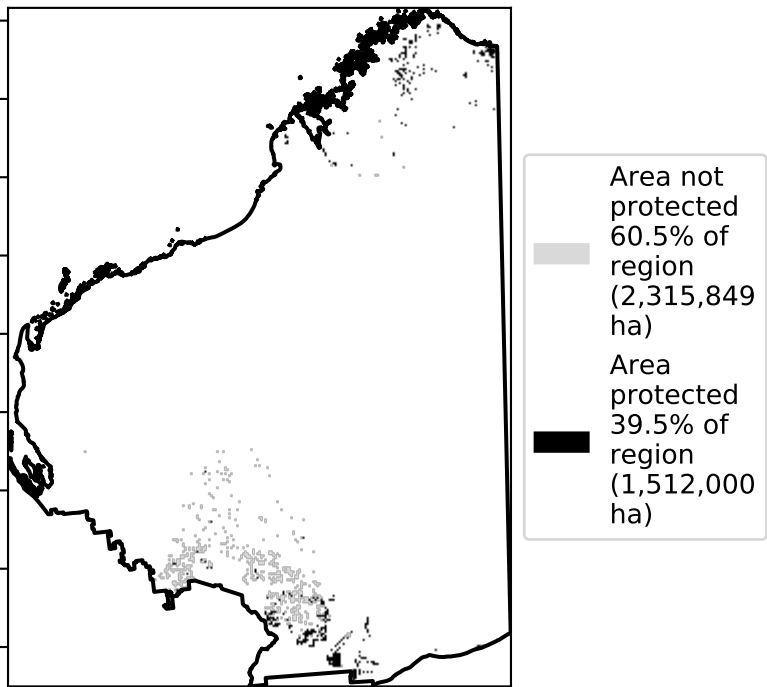 Area not
protected
60.5% of
region
(2,315,849
ha)
Area
protected
39.5% of
region
(1,512,000
ha)